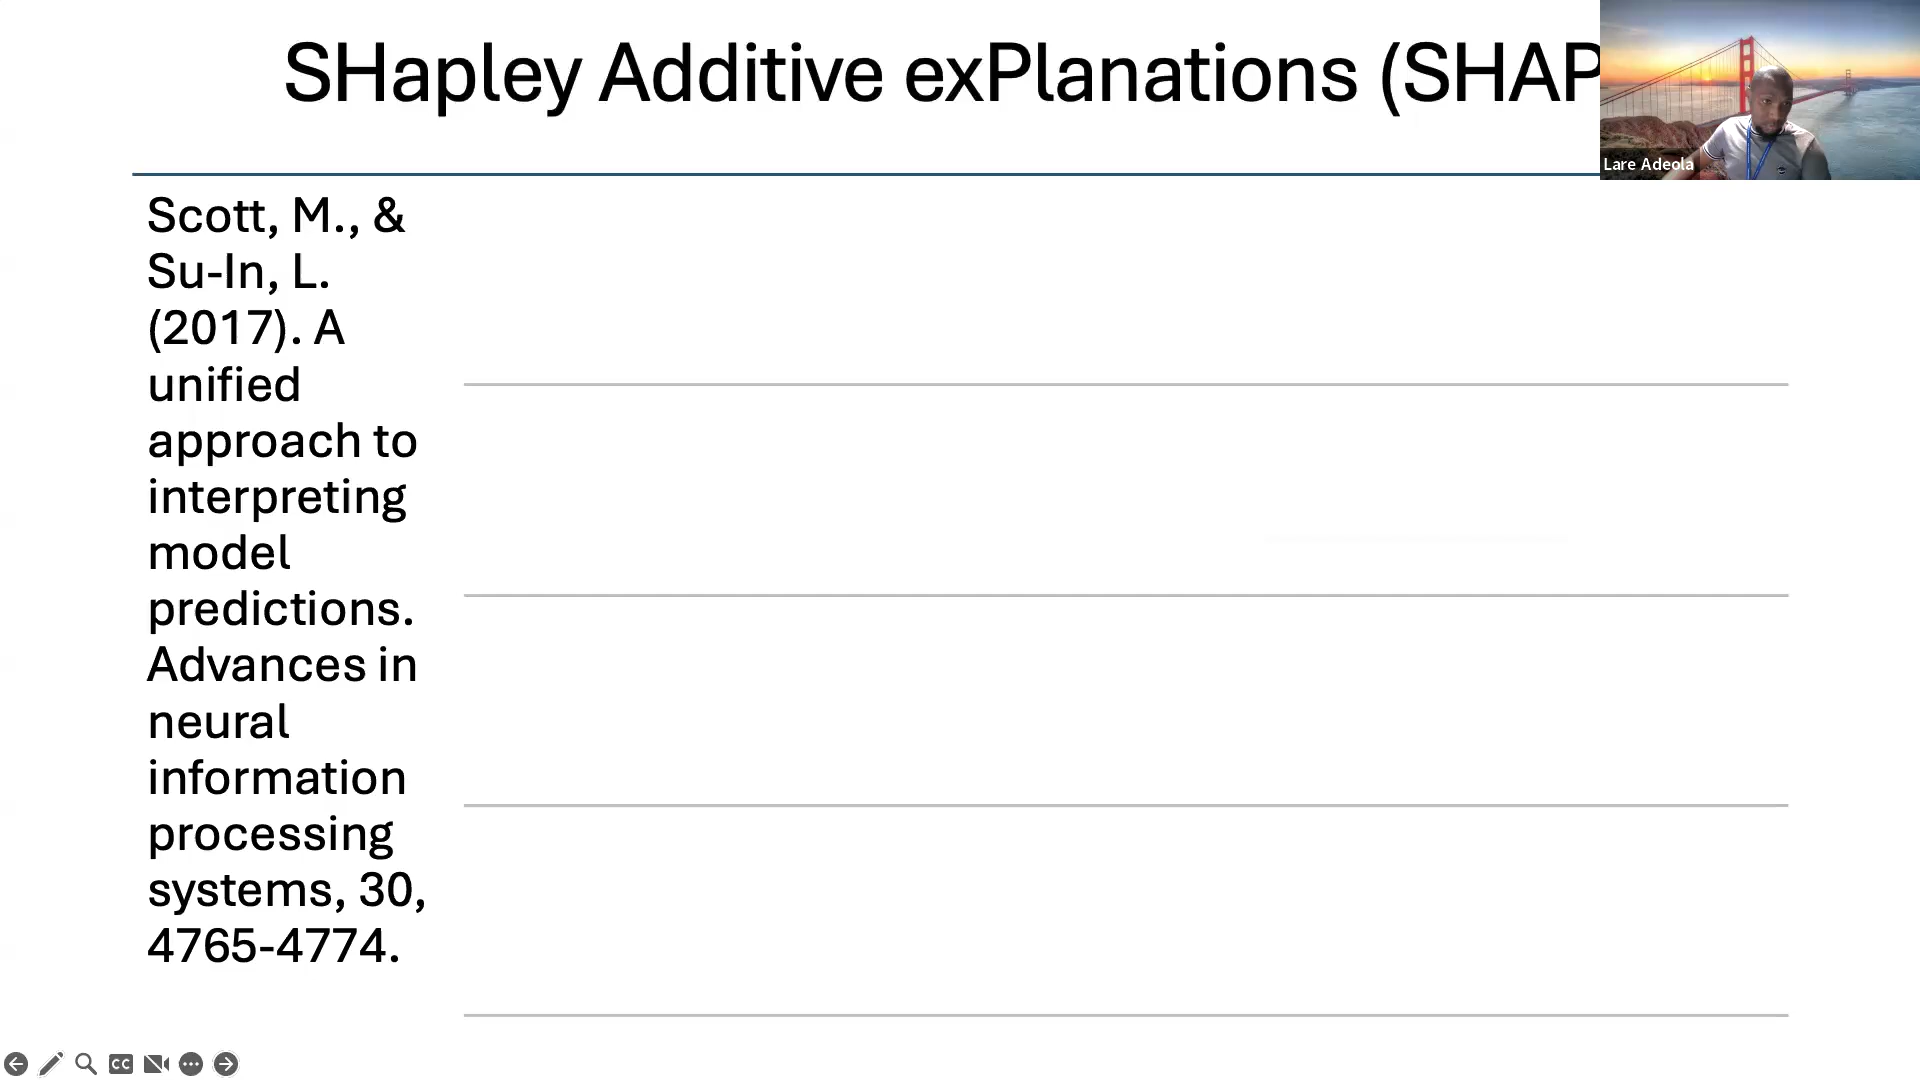 SHapley Additive exPlanations (SHAP
Lare Adeola
Scott, M., &
Su-In, L.
(2017). A
unified
approach to
interpreting
model
predictions.
Advances in
neural
information
processing
systems, 30,
4765-4774.
CC